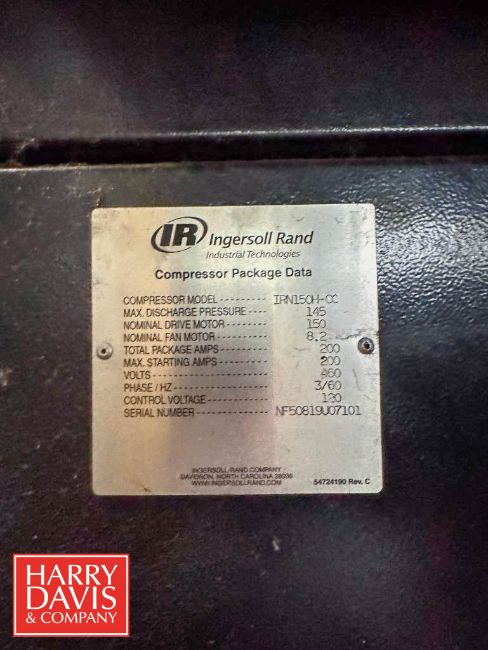 IR Ingersoll Rand
Industrial Technologies
Compressor Package Data
COMPRESSOR MODEL --------- IRN150H-CC
MAX. DISCHARGE PRESSURE ---- 145
NOMINAL DRIVE MOTOR -------- 150
NOMINAL FAN MOTOR --------- 8.2
TOTAL PACKAGE AMPS --------- 200
MAX. STARTING AMPS --------- 200
VOLTS -------------------- 460
PHASE / HZ ---------------- 3/60
CONTROL VOLTAGE ----------- 120
SERIAL NUMBER ------------- NF50819U07101
INGERSOLL RAND COMPANY
DAVIDSON, NORTH CAROLINA 28036
WWW.INGERSOLLRAND.COM
54724190 Rev. C
HARRY
DAVIS
& COMPANY